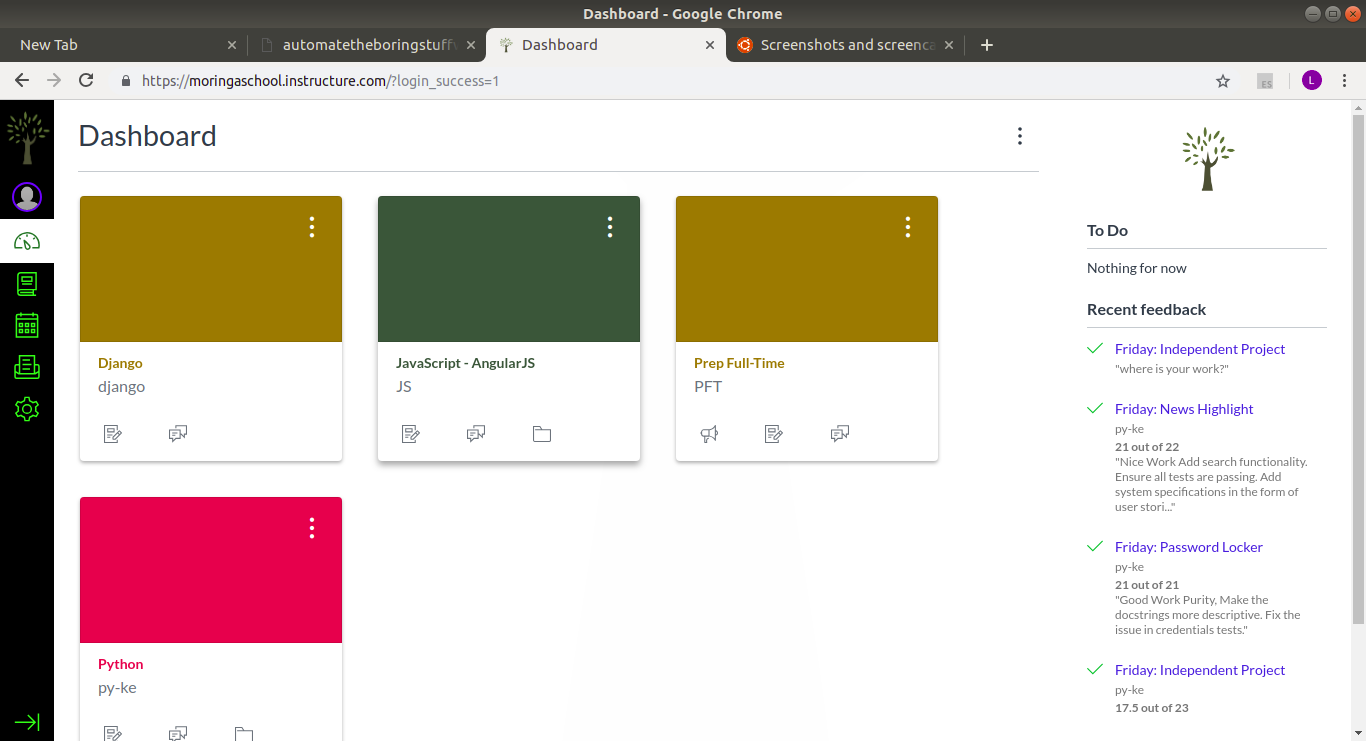 Dashboard - Google Chrome
New Tab
automatetheboringstuff
Dashboard
Screenshots and screenca
https://moringaschool.instructure.com/?login_success=1
ES
L
Dashboard
Django
django
JavaScript - AngularJS
JS
Prep Full-Time
PFT
Python
py-ke
To Do
Nothing for now
Recent feedback
Friday: Independent Project
"where is your work?"
Friday: News Highlight
py-ke
21 out of 22
"Nice Work Add search functionality.
Ensure all tests are passing. Add
system specifications in the form of
user stori..."
Friday: Password Locker
py-ke
21 out of 21
"Good Work Purity, Make the
docstrings more descriptive. Fix the
issue in credentials tests."
Friday: Independent Project
py-ke
17.5 out of 23